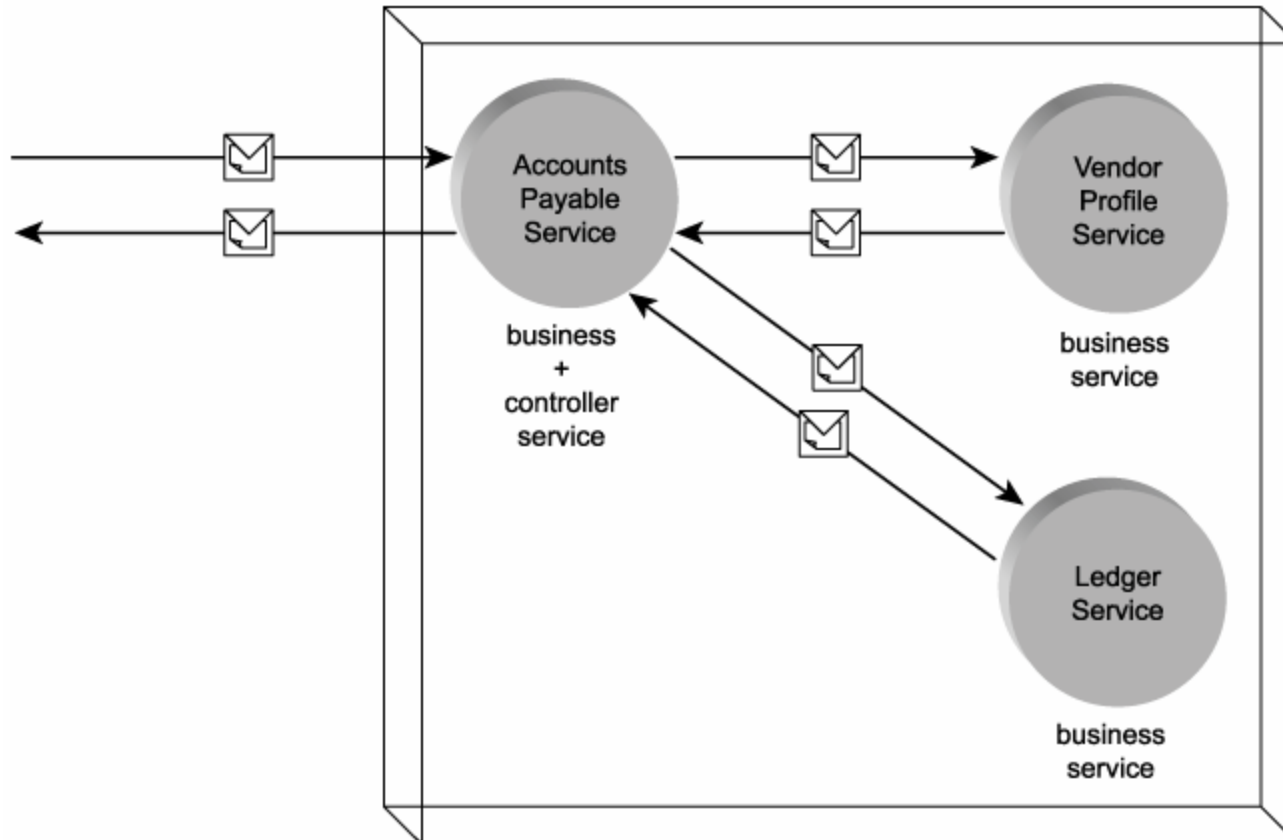 Accounts
Payable
Service
business
+
controller
service
Vendor
Profile
Service
business
service
Ledger
Service
business
service